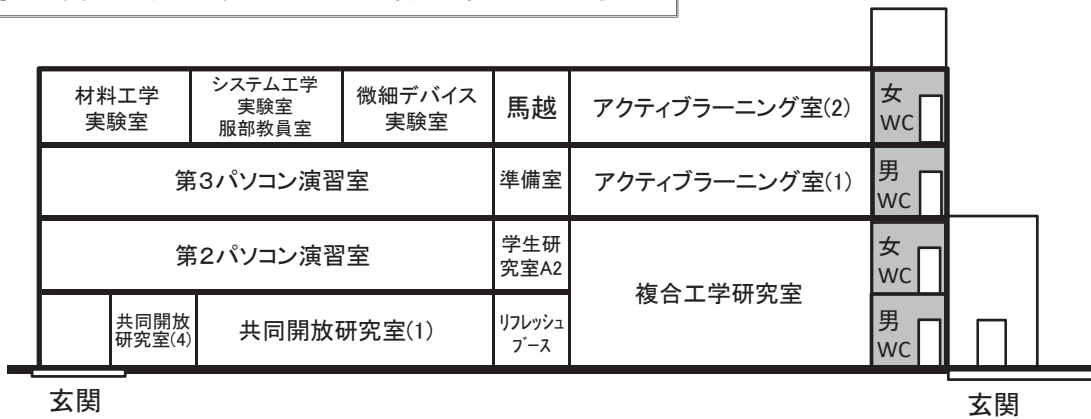 材料工学
実験室
システム工学
実験室
服部教員室
微細デバイス
実験室
馬越
アクティブラーニング室(2)
女
WC
第3パソコン演習室
準備室
アクティブラーニング室(1)
男
WC
第2パソコン演習室
学生研
究室A2
複合工学研究室
女
WC
共同開放
研究室(4)
共同開放研究室(1)
リフレッシュ
ブース
男
WC
玄関
玄関